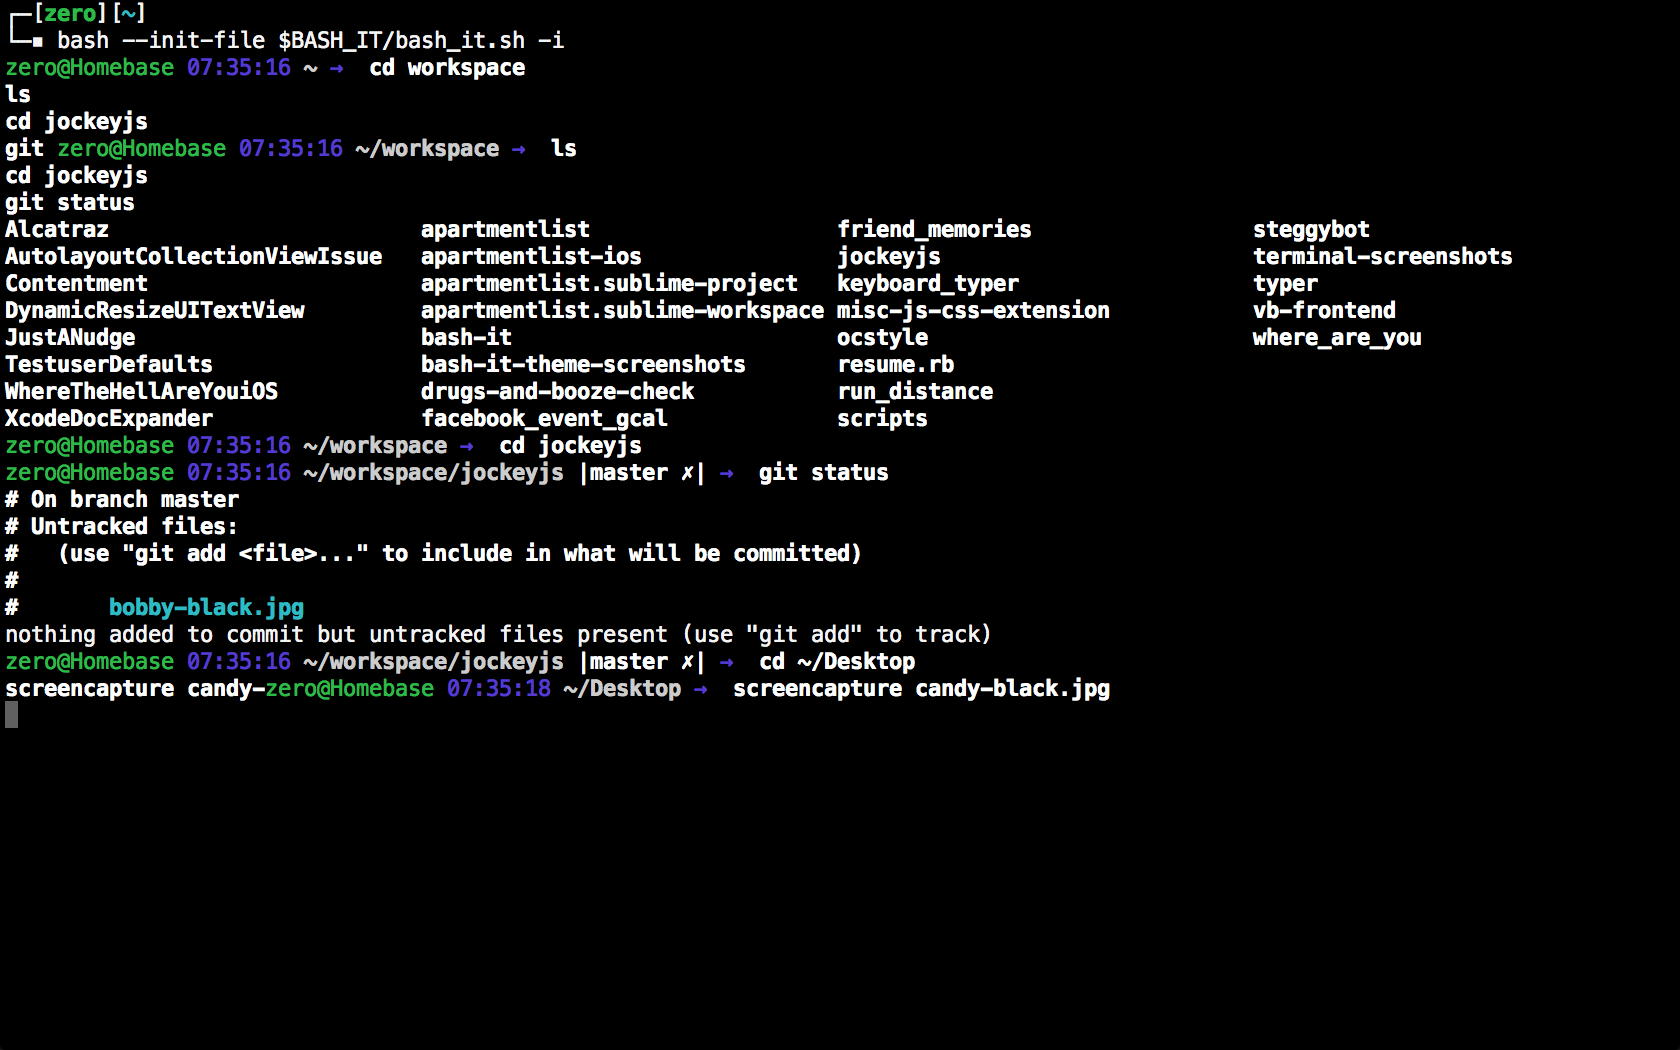 ┌─[zero][~]
└─▪ bash --init-file $BASH_IT/bash_it.sh -i
zero@Homebase 07:35:16 ~ →  cd workspace
ls
cd jockeyjs
git zero@Homebase 07:35:16 ~/workspace →  ls
cd jockeyjs
git status
Alcatraz                        apartmentlist                   friend_memories                 steggybot
AutolayoutCollectionViewIssue   apartmentlist-ios               jockeyjs                        terminal-screenshots
Contentment                     apartmentlist.sublime-project   keyboard_typer                  typer
DynamicResizeUITextView         apartmentlist.sublime-workspace misc-js-css-extension           vb-frontend
JustANudge                      bash-it                         ocstyle                         where_are_you
TestuserDefaults                bash-it-theme-screenshots       resume.rb
WhereTheHellAreYouiOS           drugs-and-booze-check           run_distance
XcodeDocExpander                facebook_event_gcal             scripts
zero@Homebase 07:35:16 ~/workspace →  cd jockeyjs
zero@Homebase 07:35:16 ~/workspace/jockeyjs |master ✗| →  git status
# On branch master
# Untracked files:
#   (use "git add <file>..." to include in what will be committed)
#
#       bobby-black.jpg
nothing added to commit but untracked files present (use "git add" to track)
zero@Homebase 07:35:16 ~/workspace/jockeyjs |master ✗| →  cd ~/Desktop
screencapture candy-zero@Homebase 07:35:18 ~/Desktop →  screencapture candy-black.jpg